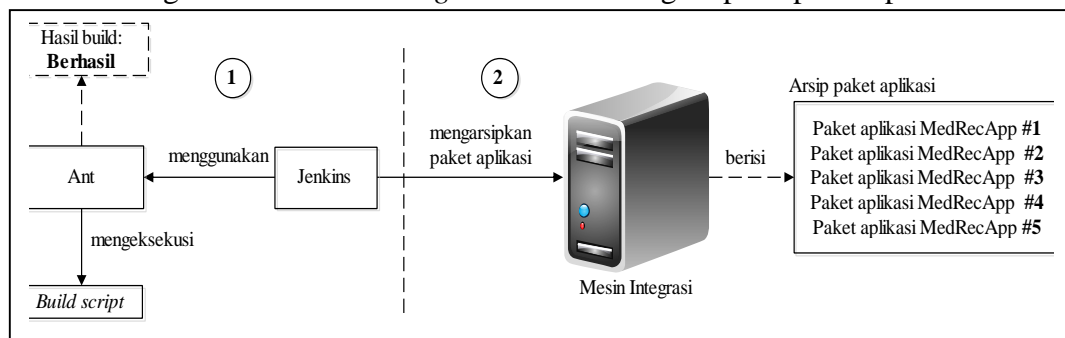 Hasil build:
Berhasil
1
2
menggunakan
Ant
Jenkins
mengeksekusi
Build script
mengarsipkan
paket aplikasi
Mesin Integrasi
berisi
Arsip paket aplikasi
Paket aplikasi MedRecApp #1
Paket aplikasi MedRecApp #2
Paket aplikasi MedRecApp #3
Paket aplikasi MedRecApp #4
Paket aplikasi MedRecApp #5